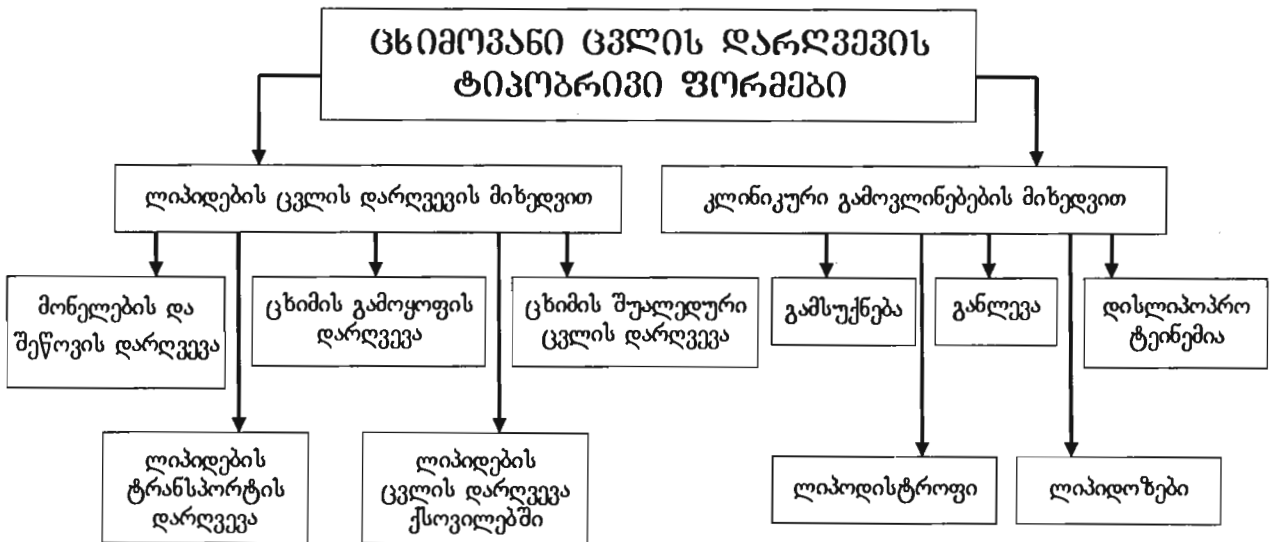 ცხიმოვანი ცვლის დარღვევის
ტიპობრივი ფორმები
ლიპიდების ცვლის დარღვევის მიხედვით
კლინიკური გამოვლინებების მიხედვით
მონელების და
შეწოვის დარღვევა
ცხიმის გამოყოფის
დარღვევა
ცხიმის შუალედური
ცვლის დარღვევა
გამსუქნება
განლევა
დისლიპოპრო
ტეინემია
ლიპიდების
ტრანსპორტის
დარღვევა
ლიპიდების
ცვლის დარღვევა
ქსოვილებში
ლიპოდისტროფი
ლიპიდოზები